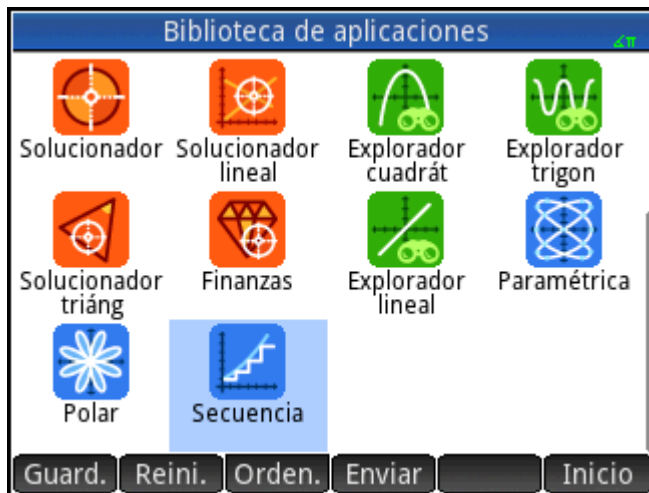 Biblioteca de aplicaciones
∡π
Solucionador
Solucionador
lineal
Explorador
cuadrát
Explorador
trigon
Solucionador
triáng
Finanzas
Explorador
lineal
Paramétrica
Polar
Secuencia
Guard. Reini. Orden. Enviar Inicio